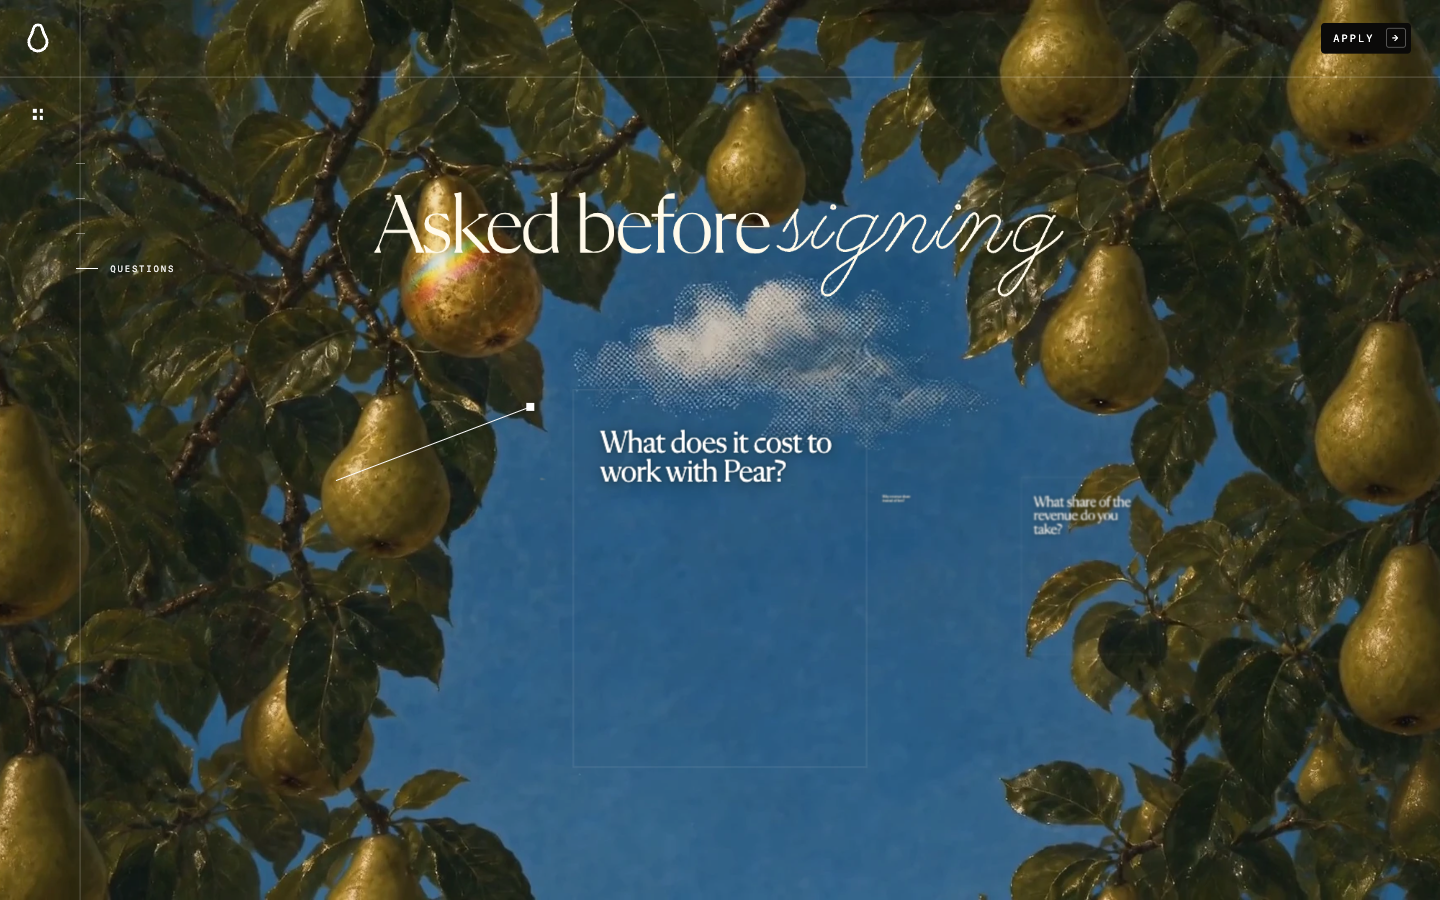 APPLY
Asked before signing
QUESTIONS
What does it cost to
work with Pear?
What share of the
revenue do you
take?